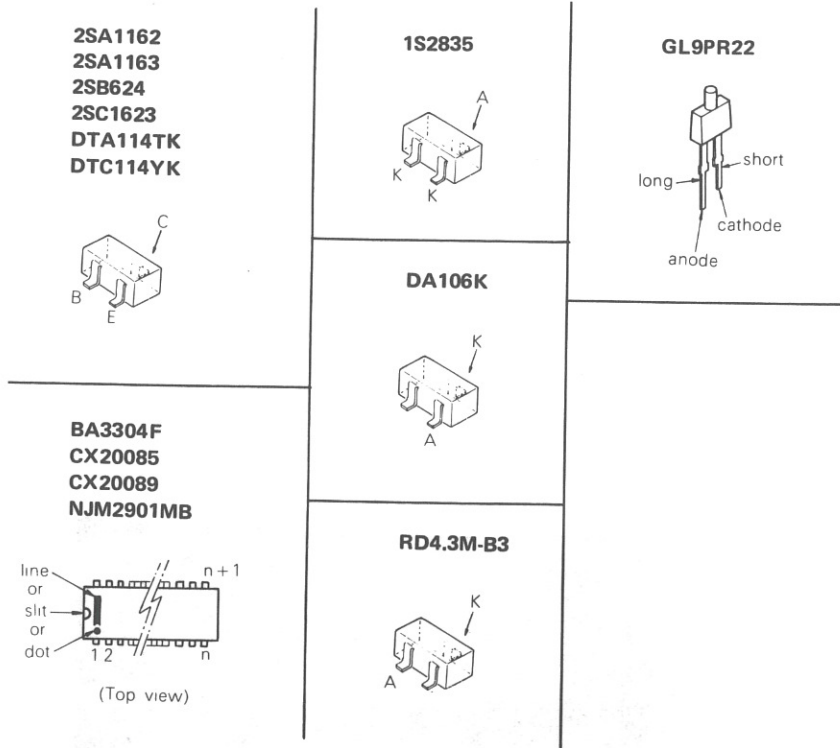 2SA1162
2SA1163
2SB624
2SC1623
DTA114TK
DTC114YK
C
B
E
BA3304F
CX20085
CX20089
NJM2901MB
line
or
slit
or
dot
n + 1
1 2
n
(Top view)
1S2835
A
K
K
DA106K
K
A
RD4.3M-B3
K
A
GL9PR22
long
short
cathode
anode